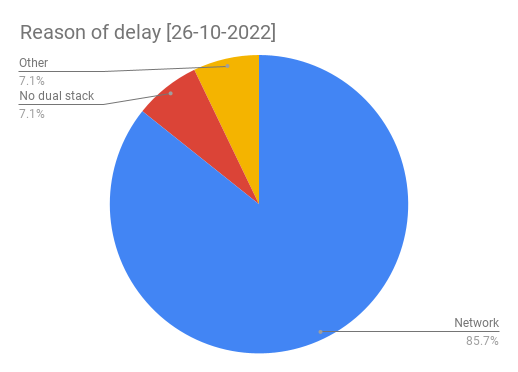 Reason of delay [26-10-2022]
Other
7.1%
No dual stack
7.1%
Network
85.7%